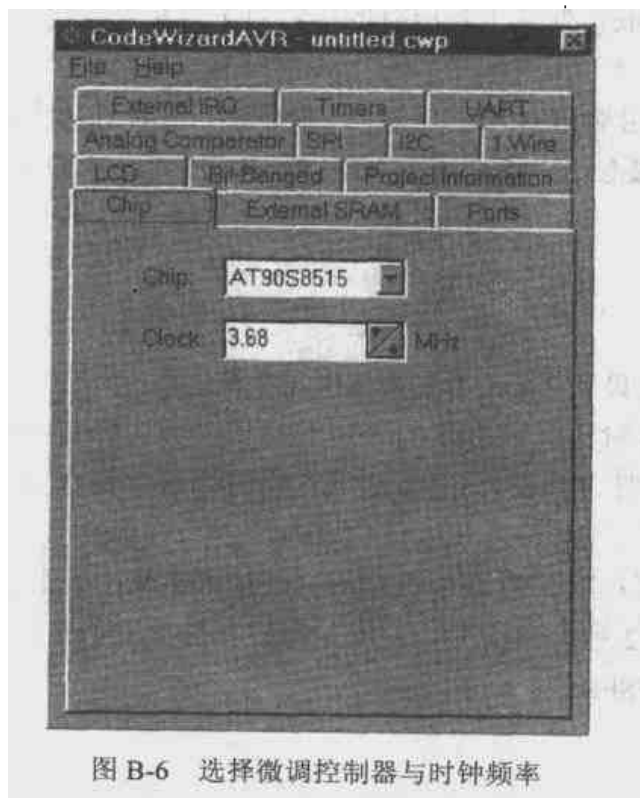 CodeWizardAVR - untitled.cwp
File Help
External IRQ Timers UART
Analog Comparator SPI I2C 1 Wire
LCD Bit-Banged Project Information
Chip External SRAM Ports
Chip: AT90S8515
Clock: 3.68 MHz
图 B-6 选择微调控制器与时钟频率